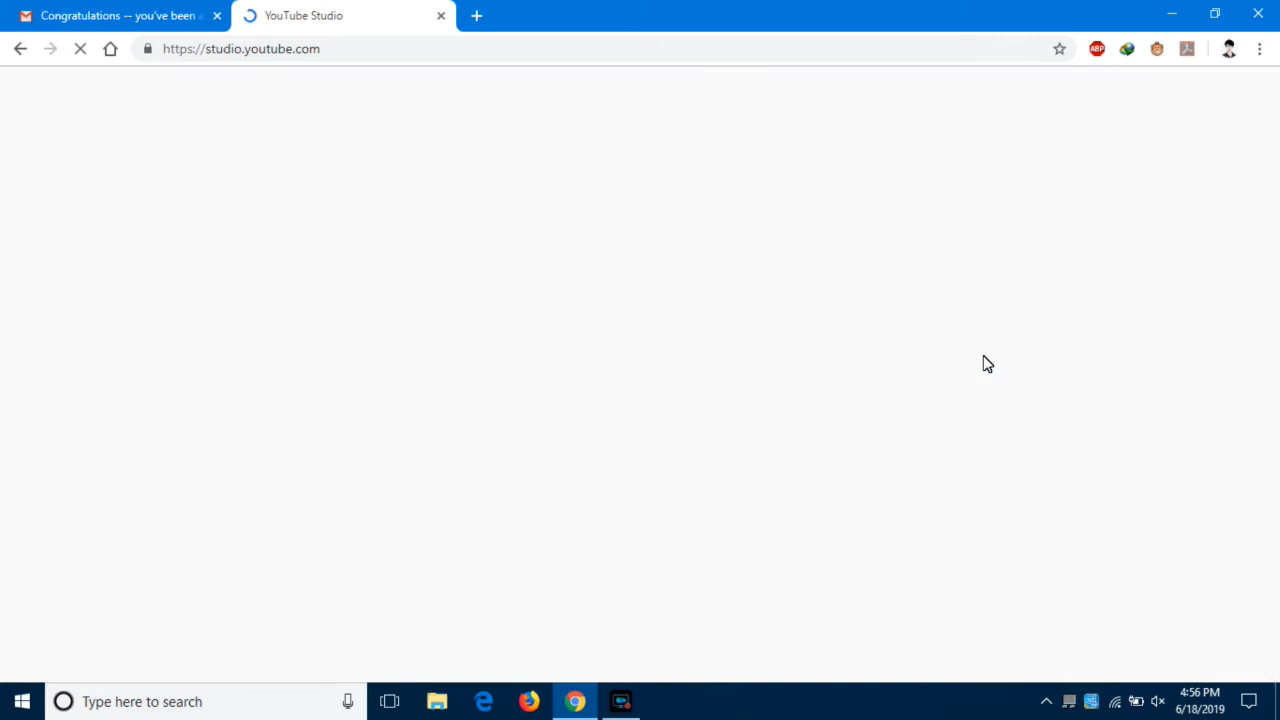 Congratulations -- you've been a
YouTube Studio
https://studio.youtube.com
ABP
Type here to search
4:56 PM
6/18/2019